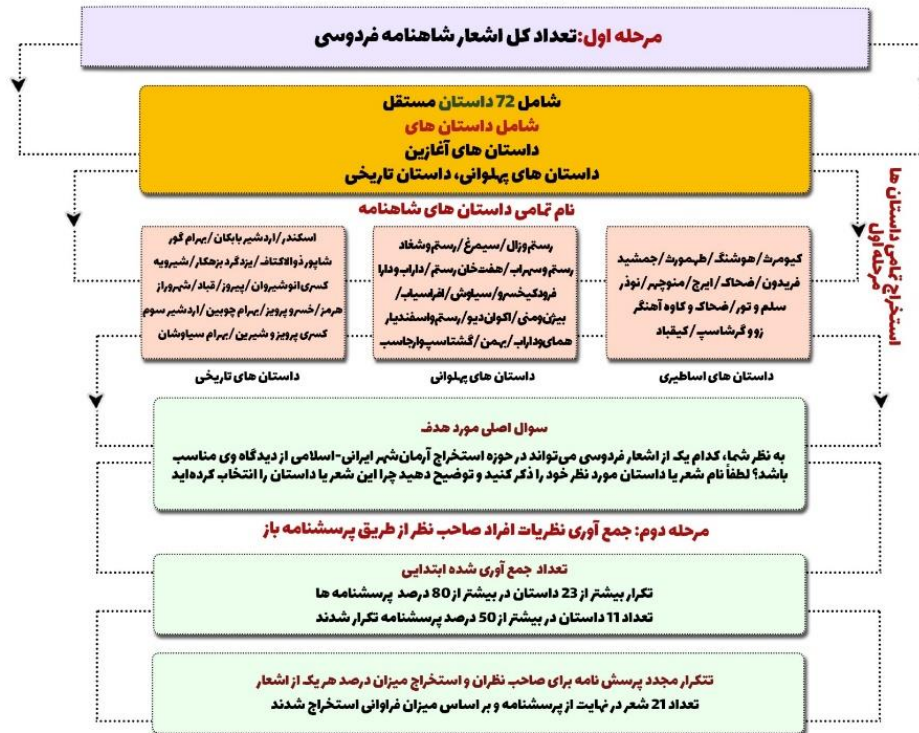 مرحله اول:تعداد کل اشعار شاهنامه فردوسی
شامل 72 داستان مستقل
شامل داستان های
داستان های آغازین
داستان های پهلوانی، داستان تاریخی
استخراج تمامی داستان ها
مرحله اول
نام تمامی داستان های شاهنامه
کیومرث/هوشنگ/طهمورث/جمشید
فریدون/ضحاک/ایرج/منوچهر/نوذر
سلم و تور/ضحاک و کاوه آهنگر
زو و گرشاسپ/کیقباد
داستان های اساطیری
رستم وزال/سیمرغ/رستم وشغاد
رستم و سهراب/هفت خان رستم/داراب و دارا
فرود کیخسرو/سیاوش/افراسیاب/
بیژن ومنی/اکوان دیو/رستم واسفندیار
همای وداراب/بهمن/گشتاسپ وارجاسب
داستان های پهلوانی
اسکندر/اردشیر بابکان/بهرام گور
شاپور ذوالاکتاف/یزدگرد بزهکار/شیرویه
کسری انوشیروان/پیروز/قباد/شهروراز
هرمز/خسرو پرویز/بهرام چوبین/اردشیر سوم
کسری پرویز و شیرین/بهرام سیاوشان
داستان های تاریخی
سوال اصلی مورد هدف
به نظر شما، کدام یک از اشعار فردوسی می‌تواند در حوزه استخراج آرمان‌شهر ایرانی-اسلامی از دیدگاه وی مناسب
باشد؟ لطفاً نام شعر یا داستان مورد نظر خود را ذکر کنید و توضیح دهید چرا این شعر یا داستان را انتخاب کرده‌اید
مرحله دوم: جمع آوری نظریات افراد صاحب نظر از طریق پرسشنامه باز
تعداد جمع آوری شده ابتدایی
تکرار بیشتر از 23 داستان در بیشتر از 80 درصد پرسشنامه ها
تعداد 11 داستان در بیشتر از 50 درصد پرسشنامه تکرار شدند
تتکرار مجدد پرسش نامه برای صاحب نظران و استخراج میزان درصد هر یک از اشعار
تعداد 21 شعر در نهایت از پرسشنامه و بر اساس میزان فراوانی استخراج شدند